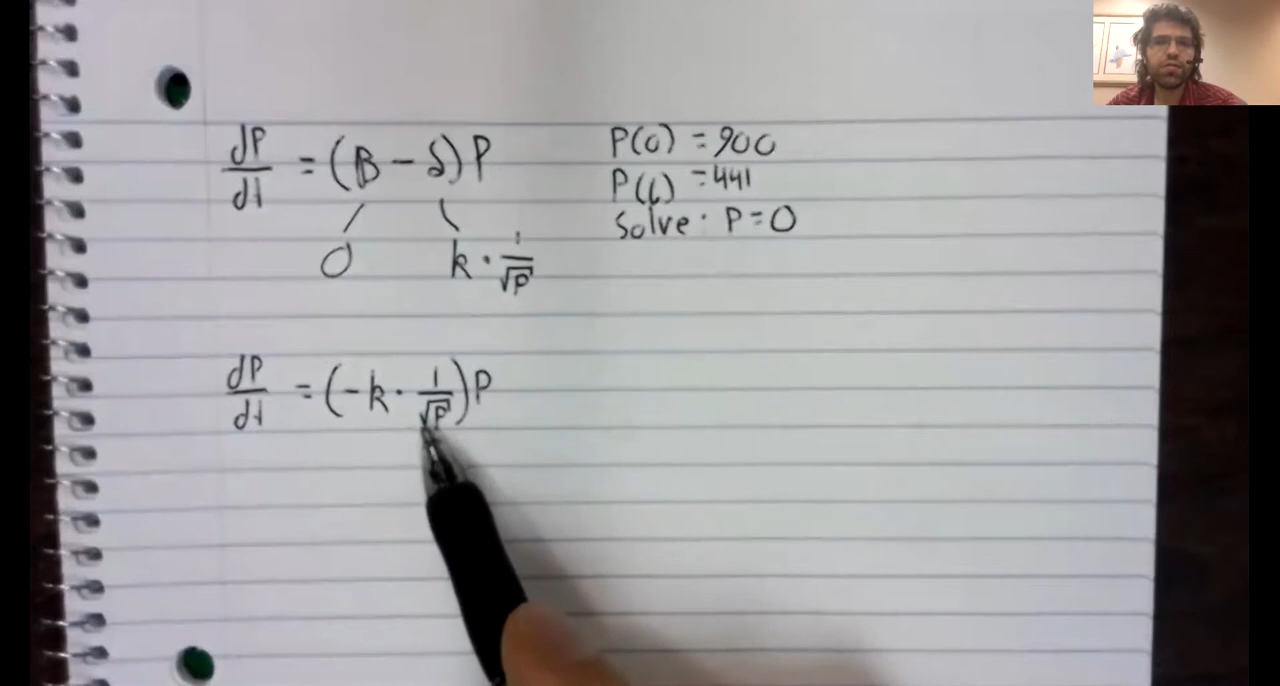 dP/dt = (B - δ)P
0 k · 1/√P
P(0) = 900
P(6) = 441
Solve: P = 0
dP/dt = (-k · 1/√P)P